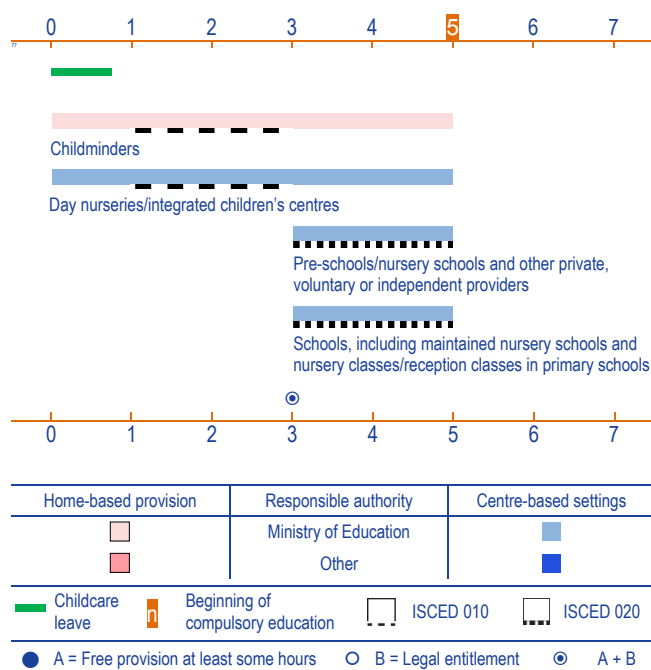 0 1 2 3 4 5 6 7
Childminders
Day nurseries/integrated children's centres
Pre-schools/nursery schools and other private,
voluntary or independent providers
Schools, including maintained nursery schools and
nursery classes/reception classes in primary schools
0 1 2 3 4 5 6 7
Home-based provision Responsible authority Centre-based settings
Ministry of Education
Other
Childcare
leave
n
Beginning of
compulsory education
ISCED 010
ISCED 020
A = Free provision at least some hours B = Legal entitlement A + B